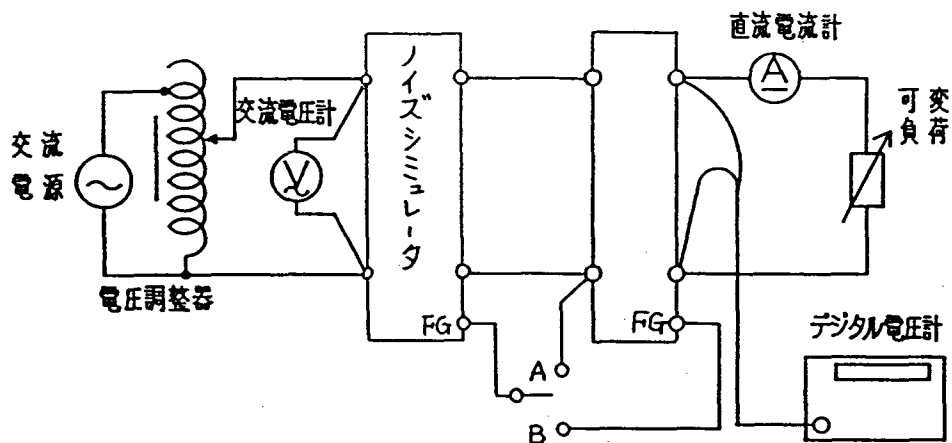 直流電流計
A
可変
負荷
ノイズシミュレータ
交流電圧計
V
交流
電源
電圧調整器
FG
FG
A
B
デジタル電圧計